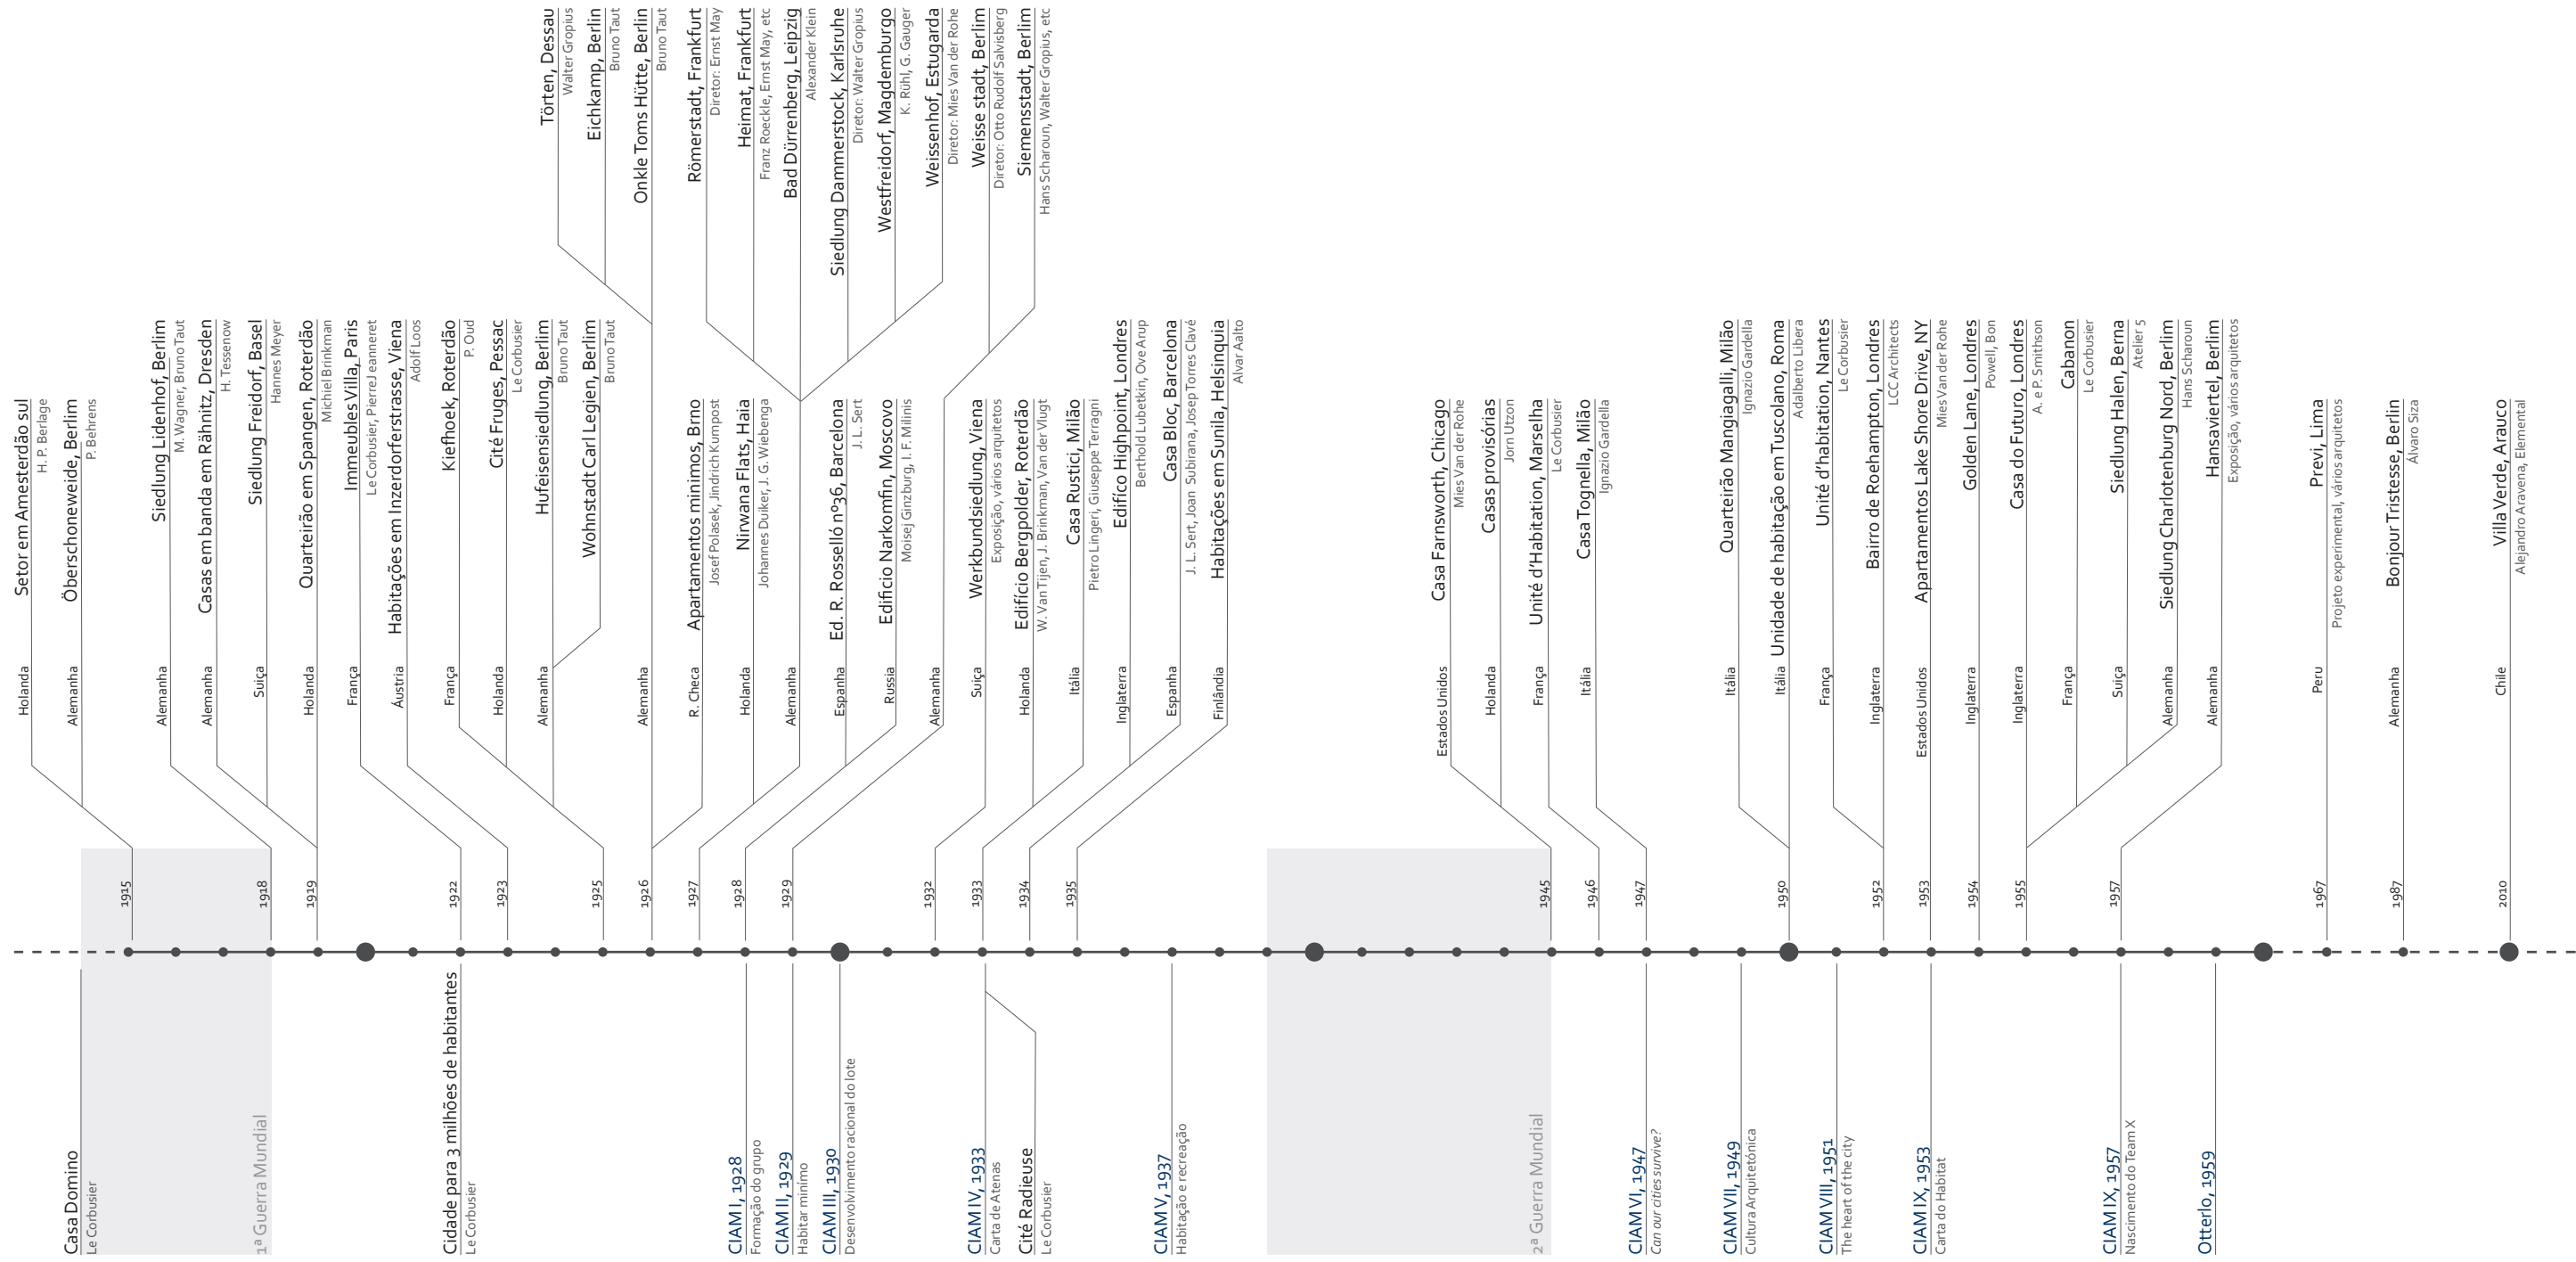 Törten, Dessau
Walter Gropius
Eichkamp, Berlin
Bruno Taut
Onkle Toms Hütte, Berlin
Bruno Taut
Römerstadt, Frankfurt
Diretor: Ernst May
Heimat, Frankfurt
Franz Roeckle, Ernst May, etc
Bad Dürrenberg, Leipzig
Alexander Klein
Siedlung Dammerstock, Karlsruhe
Diretor: Walter Gropius
Westfreidorf, Magdemburgo
K. Rühl, G. Gauger
Weissenhof, Estugarda
Diretor: Mies Van der Rohe
Weisse stadt, Berlim
Diretor: Otto Rudolf Salvisberg
Siemensstadt, Berlim
Hans Scharoun, Walter Gropius, etc
Setor em Amesterdão sul
H. P. Berlage
Holanda
Öberschoneweide, Berlim
P. Behrens
Alemanha
Siedlung Lidenhof, Berlim
M. Wagner, Bruno Taut
Alemanha
Casas em banda em Rähnitz, Dresden
H. Tessenow
Alemanha
Siedlung Freidorf, Basel
Hannes Meyer
Suiça
Quarteirão em Spangen, Roterdão
Michiel Brinkman
Holanda
Immeubles Villa, Paris
Le Corbusier, PierreJ eanneret
França
Habitações em Inzerdorferstrasse, Viena
Adolf Loos
Áustria
Kiefhoek, Roterdão
P. Oud
França
Cité Fruges, Pessac
Le Corbusier
Holanda
Hufeisensiedlung, Berlim
Bruno Taut
Alemanha
Wohnstadt Carl Legien, Berlim
Bruno Taut
Alemanha
Apartamentos minimos, Brno
Josef Polasek, Jindrich Kumpost
R. Checa
Nirwana Flats, Haia
Johannes Duiker, J. G. Wiebenga
Holanda
Alemanha
Ed. R. Rosselló nº36, Barcelona
J. L. Sert
Espanha
Edificio Narkomfin, Moscovo
Moisej Ginzburg, I. F. Milinis
Russia
Alemanha
Werkbundsiedlung, Viena
Exposição, vários arquitetos
Suiça
Edifício Bergpolder, Roterdão
W. Van Tijen, J. Brinkman, Van der Vlugt
Holanda
Casa Rustici, Milão
Pietro Lingeri, Giuseppe Terragni
Itália
Edifíco Highpoint, Londres
Berthold Lubetkin, Ove Arup
Inglaterra
Casa Bloc, Barcelona
J. L. Sert, Joan Subirana, Josep Torres Clavé
Espanha
Habitações em Sunila, Helsinquia
Alvar Aalto
Finlândia
Casa Farnsworth, Chicago
Mies Van der Rohe
Estados Unidos
Casas provisórias
Jorn Utzon
Holanda
Unité d'Habitation, Marselha
Le Corbusier
França
Casa Tognella, Milão
Ignazio Gardella
Itália
Quarteirão Mangiagalli, Milão
Ignazio Gardella
Itália
Unidade de habitação em Tuscolano, Roma
Adalberto Libera
Itália
Unité d'habitation, Nantes
Le Corbusier
França
Bairro de Roehampton, Londres
LCC Architects
Inglaterra
Apartamentos Lake Shore Drive, NY
Mies Van der Rohe
Estados Unidos
Golden Lane, Londres
Powell, Bon
Inglaterra
Casa do Futuro, Londres
A. e P. Smithson
Inglaterra
Cabanon
Le Corbusier
França
Siedlung Halen, Berna
Atelier 5
Suiça
Siedlung Charlotenburg Nord, Berlim
Hans Scharoun
Alemanha
Hansaviertel, Berlim
Exposição, vários arquitetos
Alemanha
Previ, Lima
Projeto experimental, vários arquitetos
Peru
Bonjour Tristesse, Berlin
Álvaro Siza
Alemanha
Villa Verde, Arauco
Alejandro Aravena, Elemental
Chile
1915
1918
1919
1922
1923
1925
1926
1927
1928
1929
1932
1933
1934
1935
1945
1946
1947
1950
1952
1953
1954
1955
1957
1967
1987
2010
Casa Domino
Le Corbusier
1ª Guerra Mundial
Cidade para 3 milhões de habitantes
Le Corbusier
CIAM I, 1928
Formação do grupo
CIAM II, 1929
Habitar minímo
CIAM III, 1930
Desenvolvimento racional do lote
CIAM IV, 1933
Carta de Atenas
Cité Radieuse
Le Corbusier
CIAM V, 1937
Habitação e recreação
2ª Guerra Mundial
CIAM VI, 1947
Can our cities survive?
CIAM VII, 1949
Cultura Arquitetónica
CIAM VIII, 1951
The heart of the city
CIAM IX, 1953
Carta do Habitat
CIAM IX, 1957
Nascimento do Team X
Otterlo, 1959